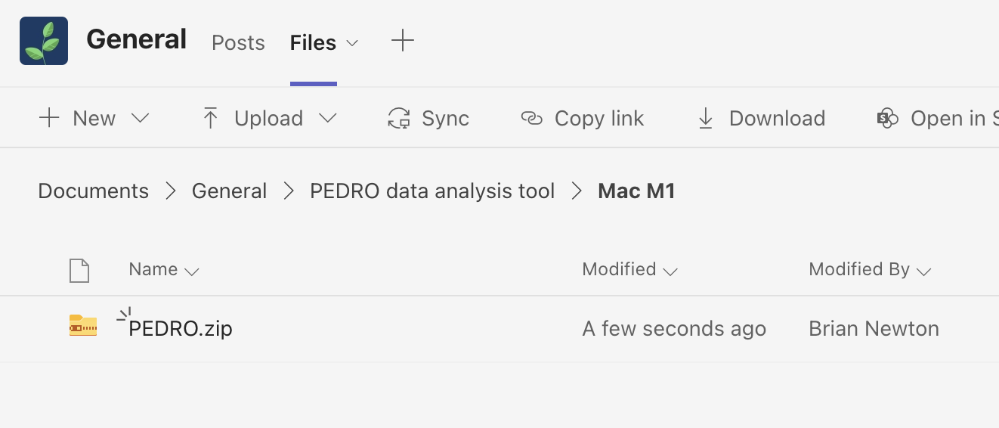 General Posts Files
New Upload Sync Copy link Download Open in S
Documents General PEDRO data analysis tool Mac M1
Name Modified Modified By
PEDRO.zip A few seconds ago Brian Newton